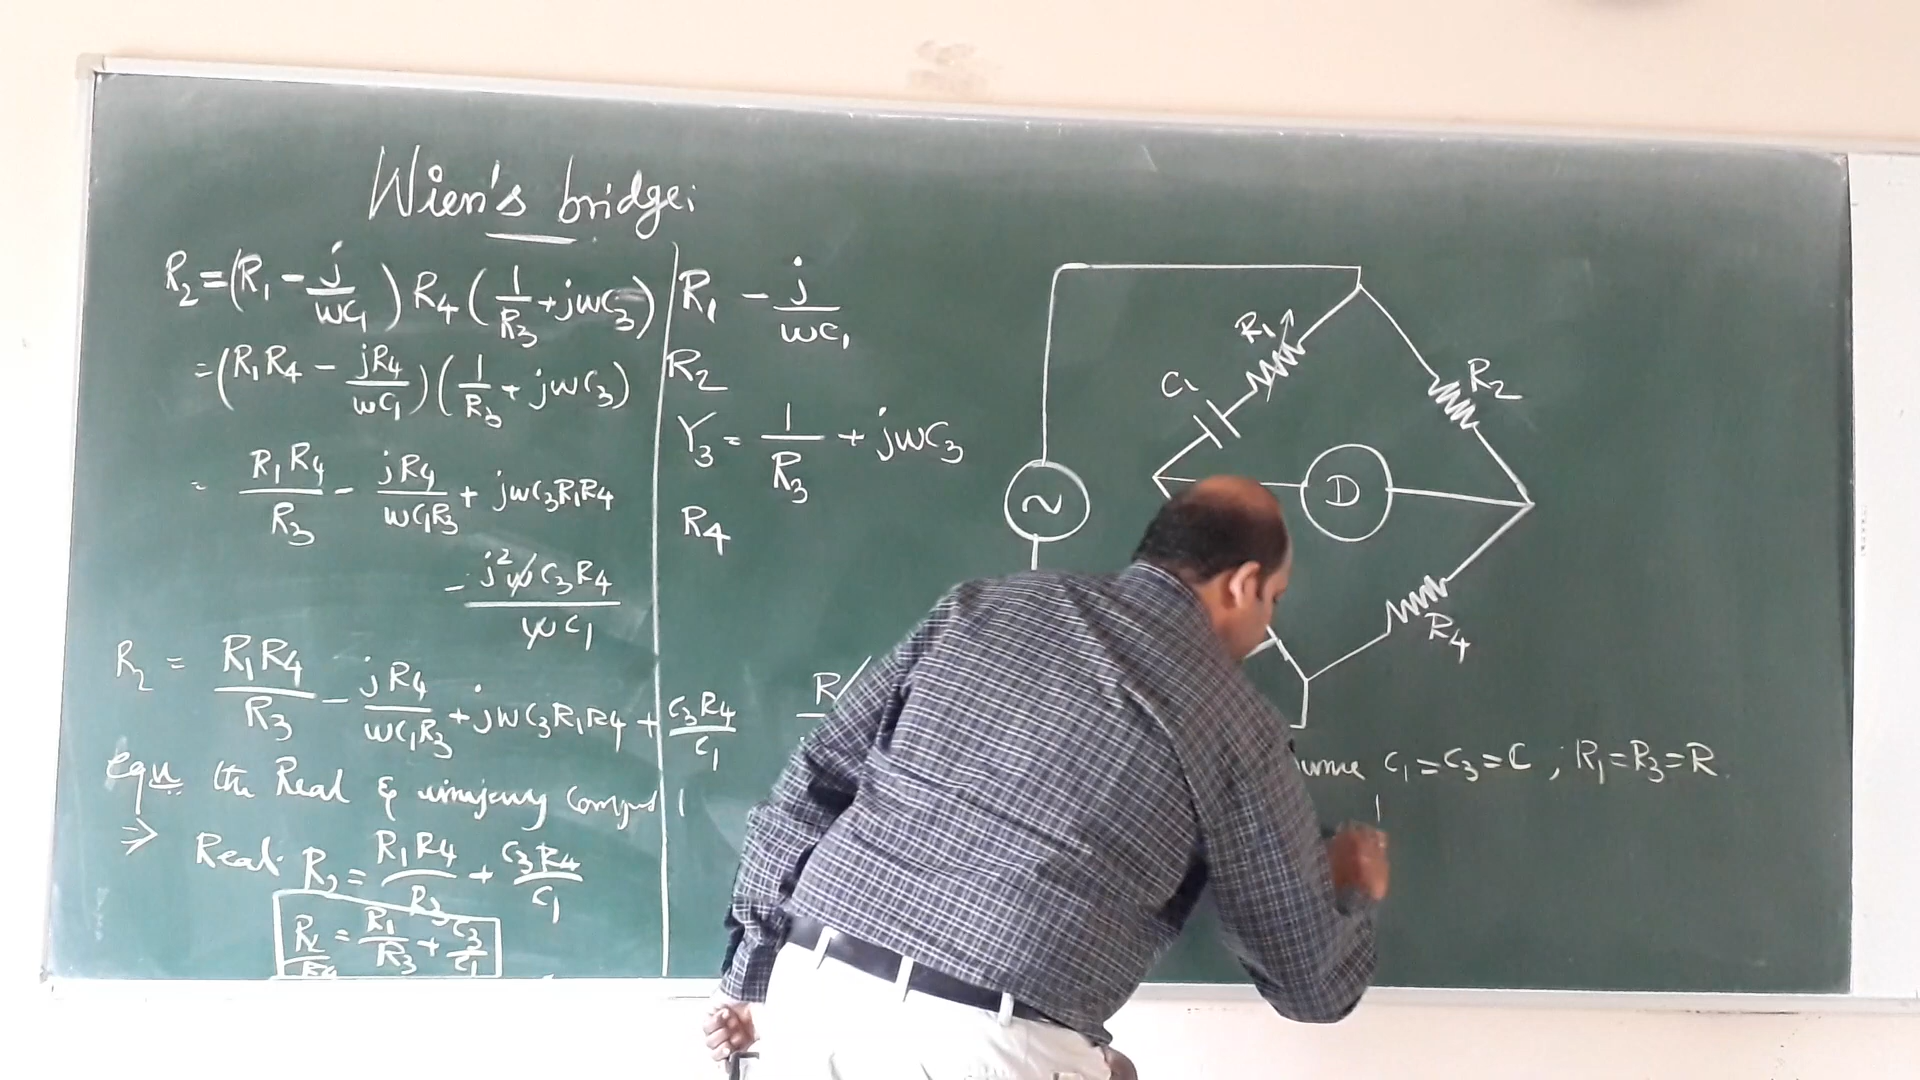 Wien's bridge:
R₂ = (R₁ - j/wC₁) R₄ (1/R₃ + jwC₃)
= (R₁R₄ - jR₄/wC₁) (1/R₃ + jwC₃)
= R₁R₄/R₃ - jR₄/wC₁R₃ + jwC₃R₁R₄
- j²wC₃R₄/wC₁
R₂ = R₁R₄/R₃ - jR₄/wC₁R₃ + jwC₃R₁R₄ + C₃R₄/C₁
equ the Real &
⇒ Real. R₂ = R₁R₄/R₃ + C₃R₄/C₁
R₂/R₄ = R₁/R₃ + C₃/C₁
R₁ - j/wC₁
R₂
Y₃ = 1/R₃ + jwC₃
R₄
R
~
C₁
R₁
R₂
D
R₄
C₁ = C₃ = C ; R₁ = R₃ = R